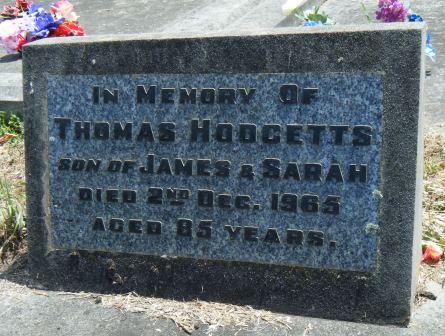 IN MEMORY OF
THOMAS HODGETTS
SON OF JAMES & SARAH
DIED 2ND DEC. 1965
AGED 85 YEARS.